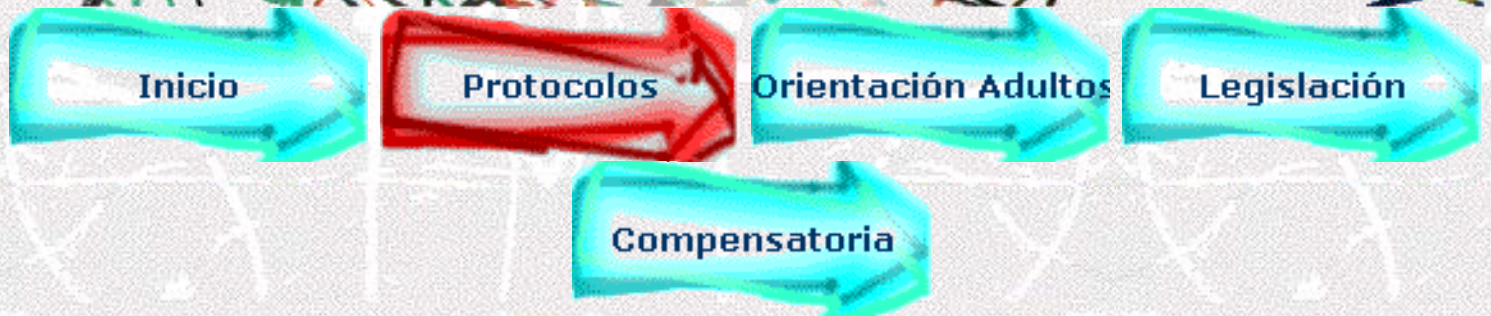 Inicio
Protocolos
Orientación Adultos
Legislación
Compensatoria